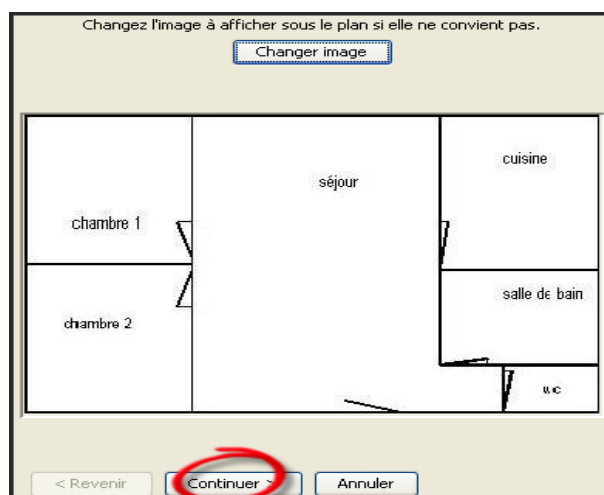 Changez l'image à afficher sous le plan si elle ne convient pas.
Changer image
cuisine
séjour
chambre 1
salle de bain
chambre 2
wc
< Revenir
Continuer >
Annuler